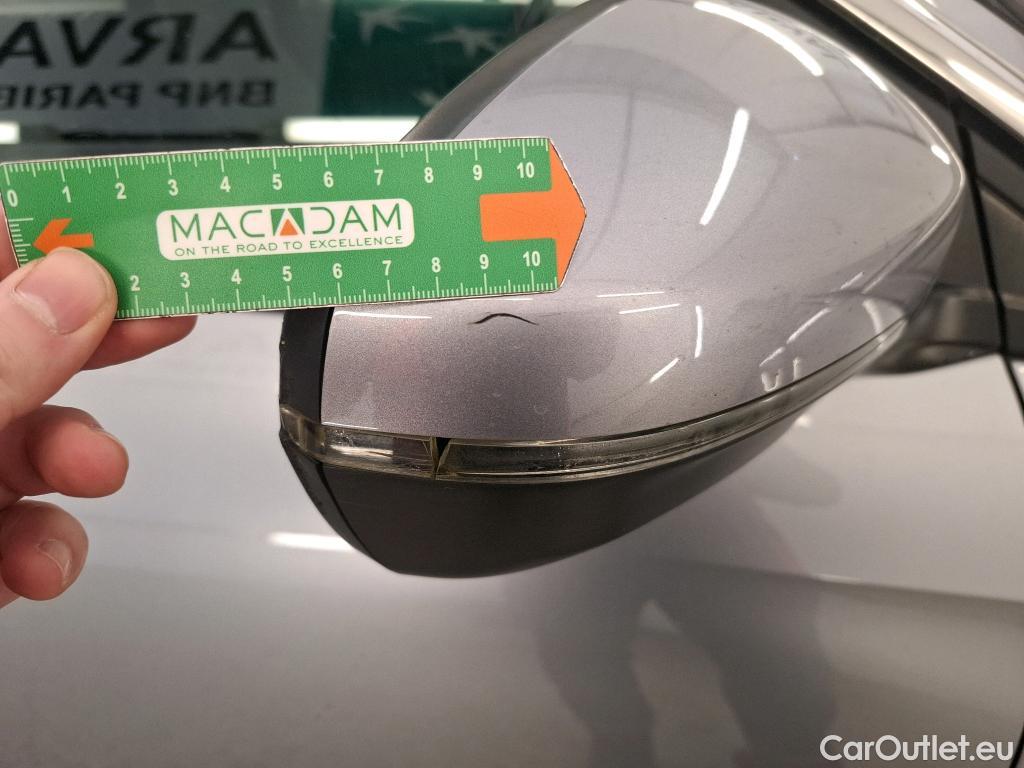 ARVA
BNP PARIB
0 1 2 3 4 5 6 7 8 9 10
MACADAM
ON THE ROAD TO EXCELLENCE
2 3 4 5 6 7 8 9 10
CarOutlet.eu